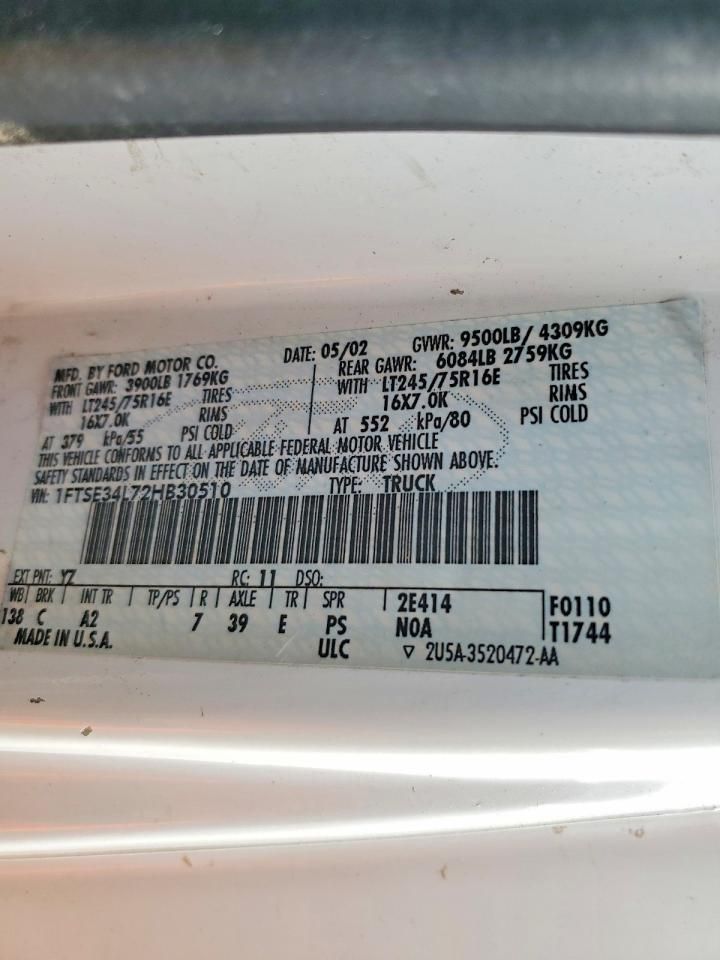 MFD. BY FORD MOTOR CO.
DATE: 05/02 GVWR: 9500LB/ 4309KG
FRONT GAWR: 3900LB 1769KG REAR GAWR: 6084LB 2759KG
WITH LT245/75R16E TIRES WITH LT245/75R16E TIRES
16X7.0K RIMS 16X7.0K RIMS
AT 379 kPa/55 PSI COLD AT 552 kPa/80 PSI COLD
THIS VEHICLE CONFORMS TO ALL APPLICABLE FEDERAL MOTOR VEHICLE
SAFETY STANDARDS IN EFFECT ON THE DATE OF MANUFACTURE SHOWN ABOVE.
VIN: 1FTSE34L72HB30510 TYPE: TRUCK
EXT PNT: YZ RC: 11 DSO:
WB BRK INT TR TP/PS R AXLE TR SPR 2E414 F0110
138 C A2 7 39 E PS N0A T1744
MADE IN U.S.A. ULC ▽ 2U5A-3520472-AA